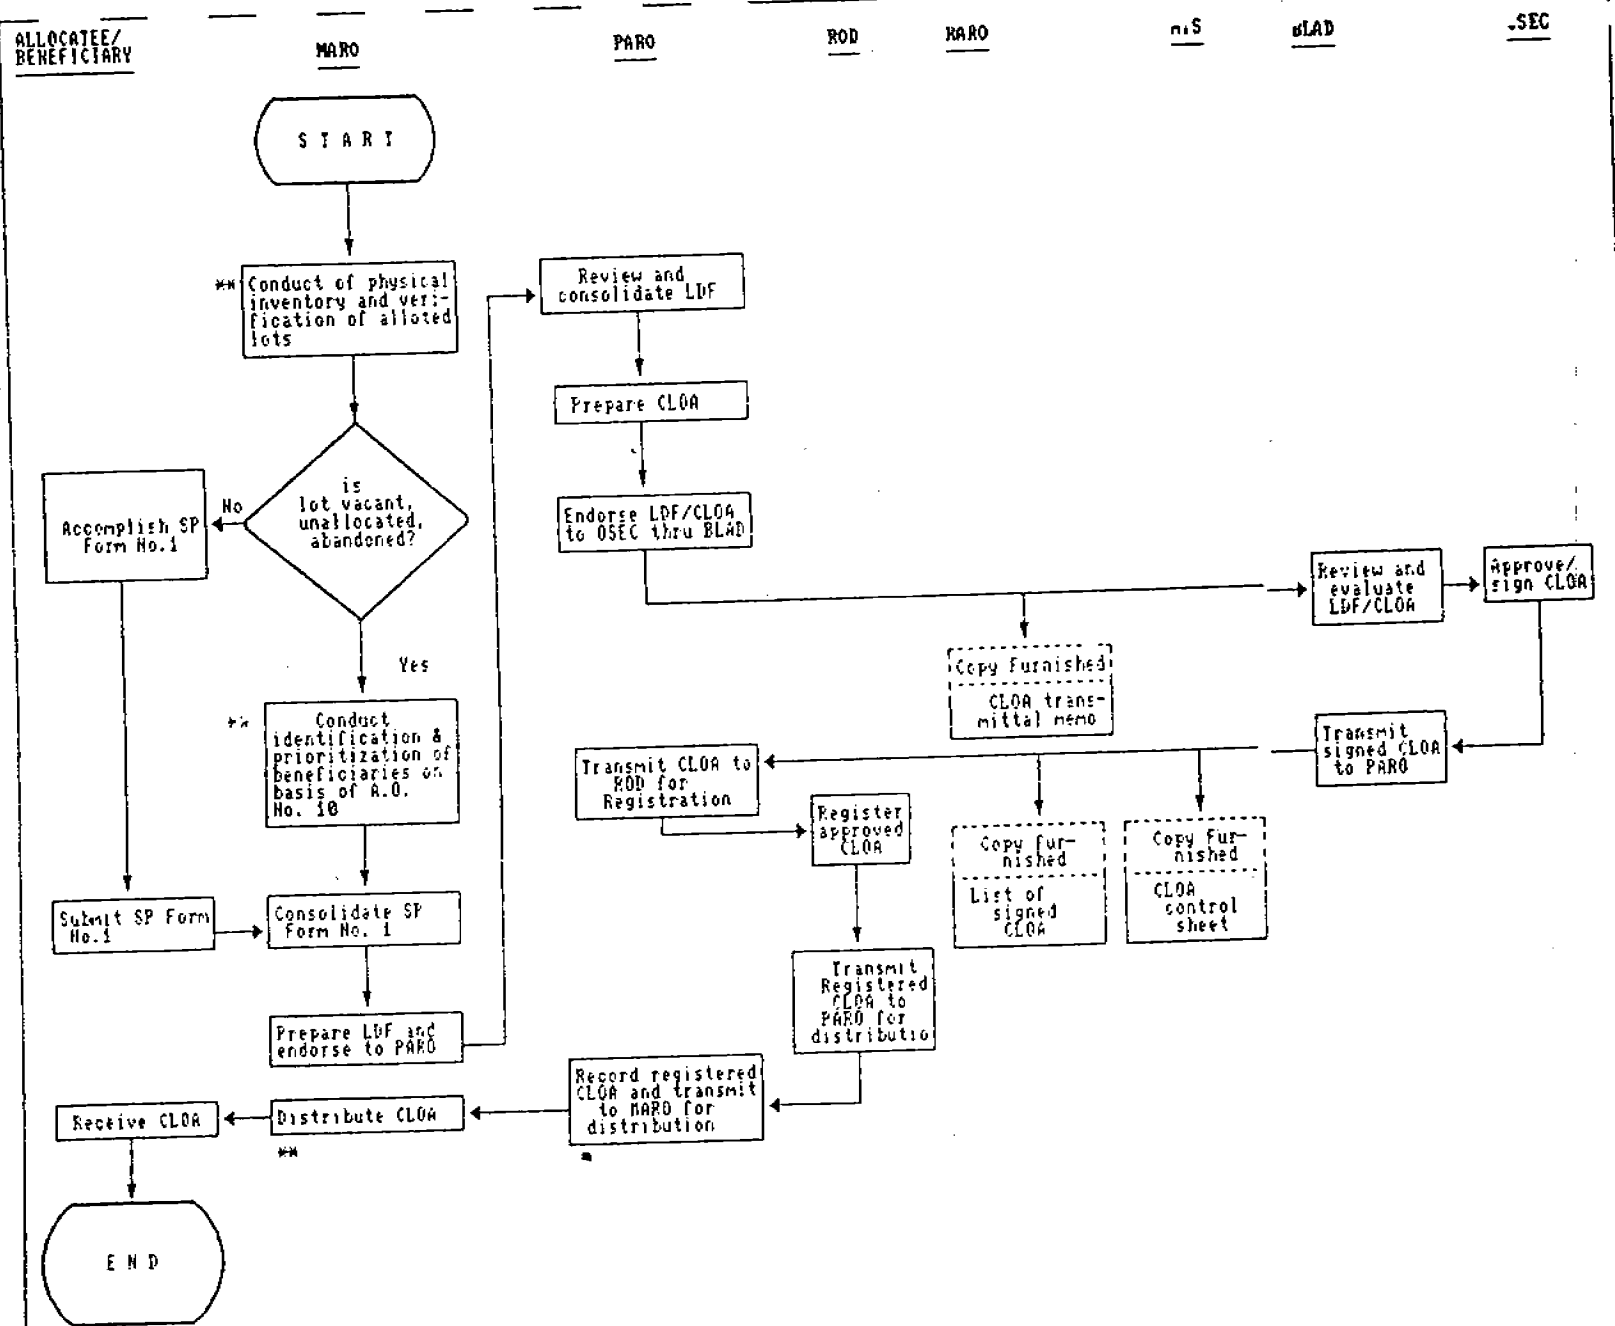 ALLOCATEE/
BENEFICIARY
MARO
PARO
ROD
RARO
BLAD
START
** Conduct of physical
inventory and veri-
fication of alloted
lots
is
lot vacant,
unallocated,
abandoned?
No
Yes
Accomplish SP
Form No.1
** Conduct
identification &
prioritization of
beneficiaries on
basis of A.O.
No. 10
Submit SP Form
No.1
Consolidate SP
Form No. 1
Prepare LDF and
endorse to PARO
Review and
consolidate LDF
Prepare CLOA
Endorse LDF/CLOA
to OSEC thru BLAD
Copy Furnished
CLOA trans-
mittal memo
Review and
evaluate
LDF/CLOA
Approve/
sign CLOA
Transmit
signed CLOA
to PARO
Copy fur-
nished
List of
signed
CLOA
Copy fur-
nished
CLOA
control
sheet
Transmit CLOA to
ROD for
Registration
Register
approved
CLOA
Transmit
Registered
CLOA to
PARO for
distributio
Record registered
CLOA and transmit
to MARO for
distribution
Distribute CLOA
**
Receive CLOA
END